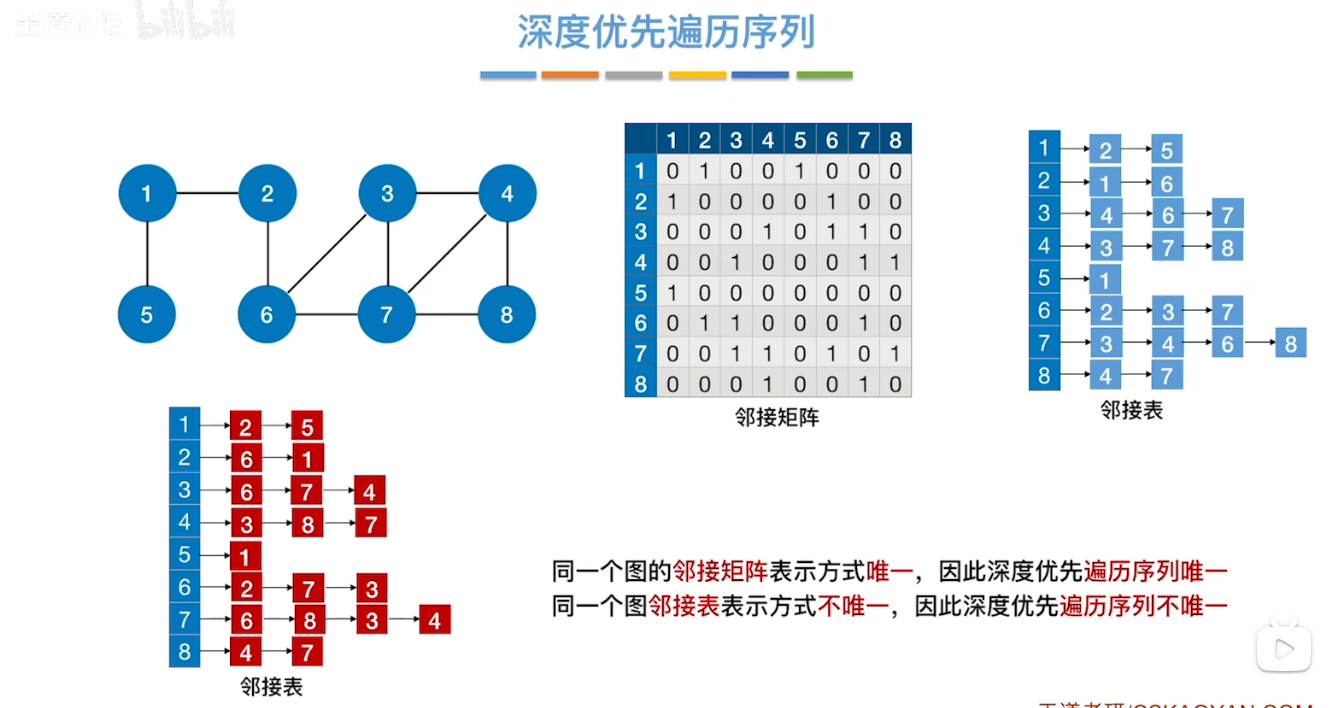 bilibili
深度优先遍历序列
1 2 3 4
5 6 7 8
1 2 3 4 5 6 7 8
1 0 1 0 0 1 0 0 0
2 1 0 0 0 0 1 0 0
3 0 0 0 1 0 1 1 0
4 0 0 1 0 0 0 1 1
5 1 0 0 0 0 0 0 0
6 0 1 1 0 0 0 1 0
7 0 0 1 1 0 1 0 1
8 0 0 0 1 0 0 1 0
邻接矩阵
1 2 5
2 1 6
3 4 6 7
4 3 7 8
5 1
6 2 3 7
7 3 4 6 8
8 4 7
邻接表
1 2 5
2 6 1
3 6 7 4
4 3 8 7
5 1
6 2 7 3
7 6 8 3 4
8 4 7
邻接表
同一个图的邻接矩阵表示方式唯一，因此深度优先遍历序列唯一
同一个图邻接表表示方式不唯一，因此深度优先遍历序列不唯一